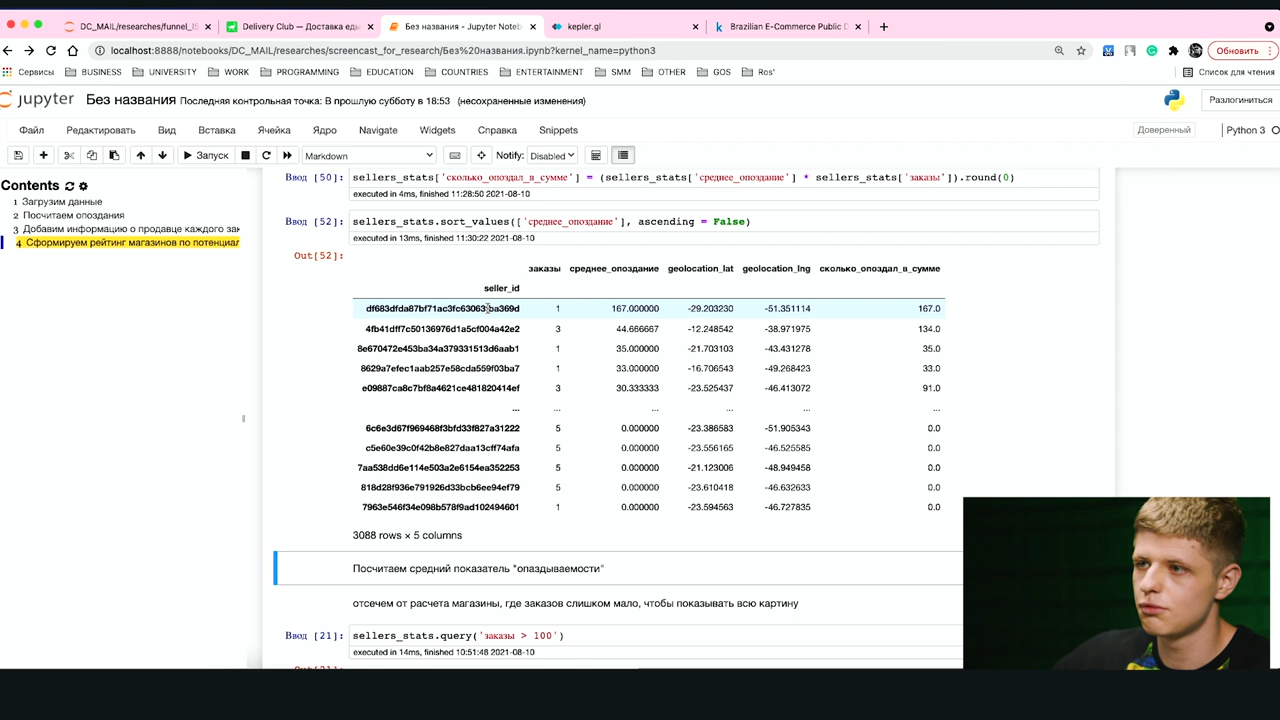 DC_MAIL/researches/funnel_IS
Delivery Club — Доставка еды
Без названия - Jupyter Noteb
kepler.gl
Brazilian E-Commerce Public D
localhost:8888/notebooks/DC_MAIL/researches/screencast_for_research/Без%20названия.ipynb?kernel_name=python3
Обновить
Сервисы BUSINESS UNIVERSITY WORK PROGRAMMING EDUCATION COUNTRIES ENTERTAINMENT SMM OTHER GOS Ros'
Список для чтения
jupyter Без названия Последняя контрольная точка: В прошлую субботу в 18:53 (несохраненные изменения)
Разлогиниться
Файл Редактировать Вид Вставка Ячейка Ядро Navigate Widgets Справка Snippets
Доверенный Python 3
Запуск Markdown Notify: Disabled
Contents
1 Загрузим данные
2 Посчитаем опоздания
3 Добавим информацию о продавце каждого зак
4 Сформируем рейтинг магазинов по потенциал
Ввод [50]: sellers_stats['сколько_опоздал_в_сумме'] = (sellers_stats['среднее_опоздание'] * sellers_stats['заказы']).round(0)
executed in 4ms, finished 11:28:50 2021-08-10
Ввод [52]: sellers_stats.sort_values(['среднее_опоздание'], ascending = False)
executed in 13ms, finished 11:30:22 2021-08-10
Out[52]:
заказы среднее_опоздание geolocation_lat geolocation_lng сколько_опоздал_в_сумме
seller_id
df683dfda87bf71ac3fc63063ba369d 1 167.000000 -29.203230 -51.351114 167.0
4fb41dff7c50136976d1a5cf004a42e2 3 44.666667 -12.248542 -38.971975 134.0
8e670472e453ba34a379331513d6aab1 1 35.000000 -21.703103 -43.431278 35.0
8629a7efec1aab257e58cda559f03ba7 1 33.000000 -16.706543 -49.268423 33.0
e09887ca8c7bf8a4621ce481820414ef 3 30.333333 -23.525437 -46.413072 91.0
... ... ... ... ... ...
6c6e3d67f969468f3bfd33f827a31222 5 0.000000 -23.386583 -51.905343 0.0
c5e60e39c0f42b8e827daa13cff74afa 5 0.000000 -23.556165 -46.525585 0.0
7aa538dd6e114e503a2e6154ea352253 5 0.000000 -21.123006 -48.949458 0.0
818d28f936e791926d33bcb6ee94ef79 5 0.000000 -23.610418 -46.632633 0.0
7963e546f34e098b578f9ad102494601 1 0.000000 -23.594563 -46.727835 0.0
3088 rows × 5 columns
Посчитаем средний показатель "опаздываемости"
отсечем от расчета магазины, где заказов слишком мало, чтобы показывать всю картину
Ввод [21]: sellers_stats.query('заказы > 100')
executed in 14ms, finished 10:51:48 2021-08-10